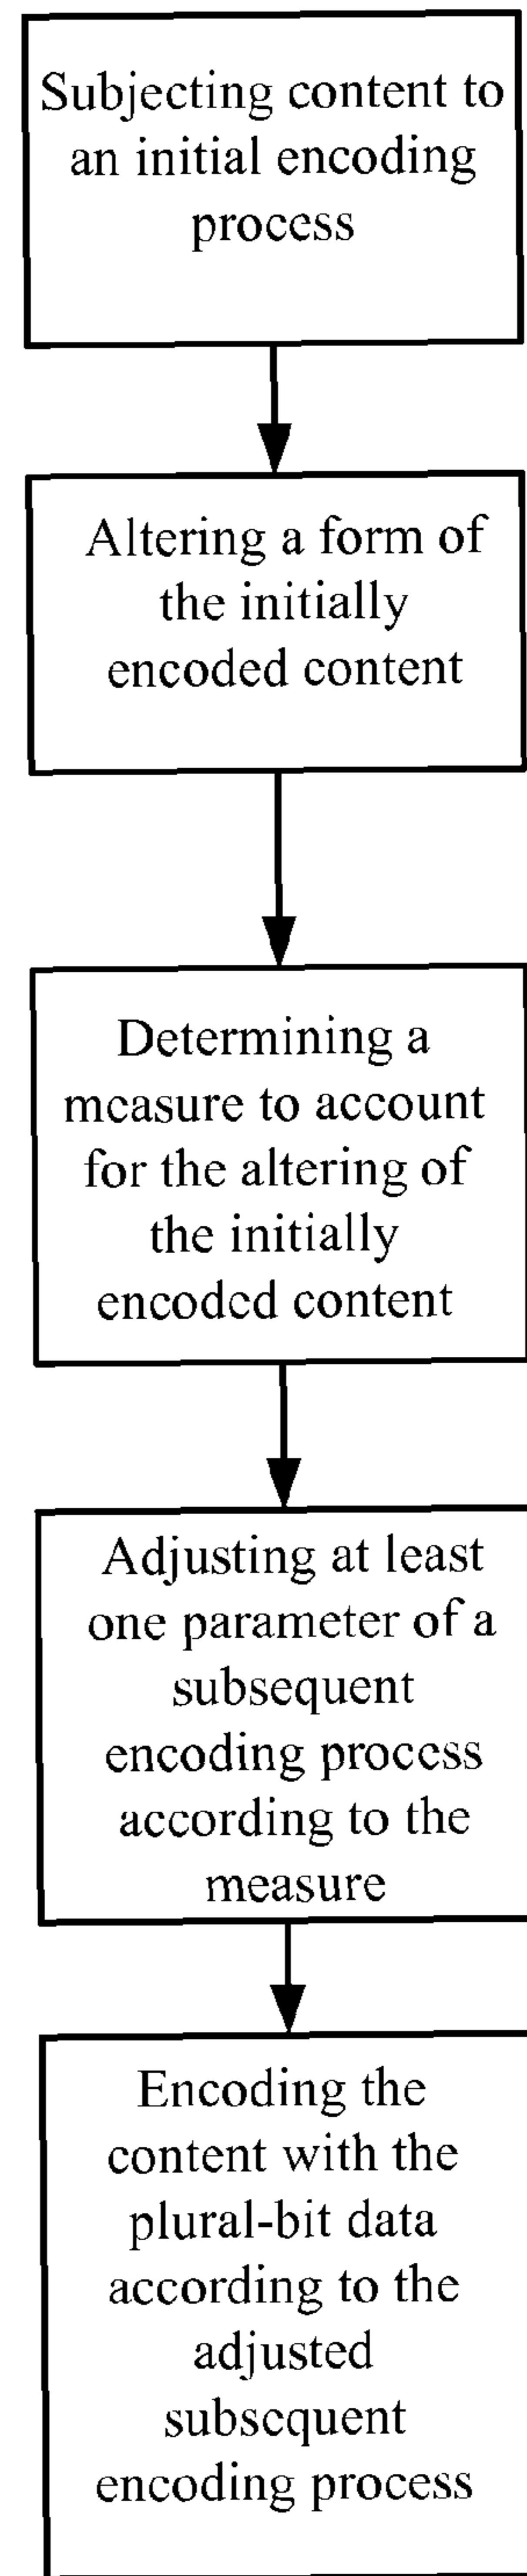 Subjecting content to
an initial encoding
process
Altering a form of
the initially
encoded content
Determining a
measure to account
for the altering of
the initially
encoded content
Adjusting at least
one parameter of a
subsequent
encoding process
according to the
measure
Encoding the
content with the
plural-bit data
according to the
adjusted
subsequent
encoding process